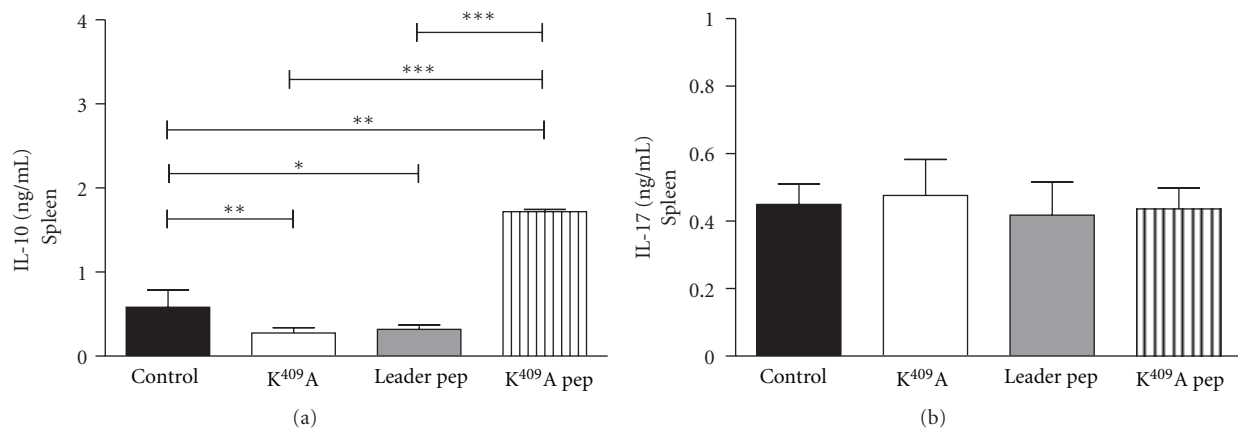 IL-10 (ng/mL)
Spleen
4
3
2
1
0
***
***
**
*
**
Control
K⁴⁰⁹A
Leader pep
K⁴⁰⁹A pep
(a)
IL-17 (ng/mL)
Spleen
1
0.8
0.6
0.4
0.2
0
Control
K⁴⁰⁹A
Leader pep
K⁴⁰⁹A pep
(b)